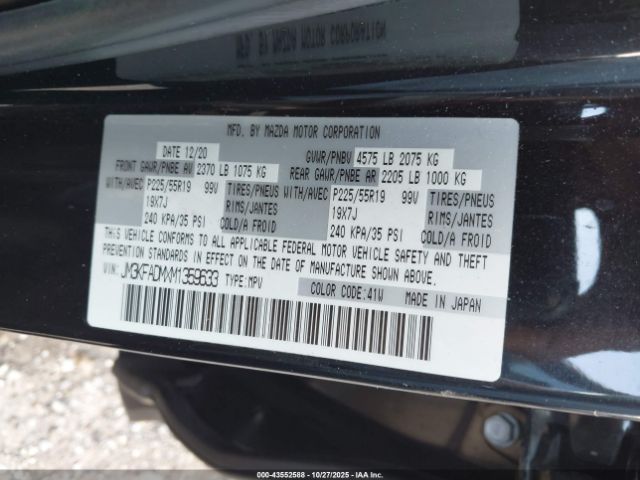 MFD. BY MAZDA MOTOR CORPORATION
DATE 12/20 GVWR/PNBV 4575 LB 2075 KG
FRONT GAWR/PNBE AV 2370 LB 1075 KG REAR GAWR/PNBE AR 2205 LB 1000 KG
WITH/AVEC P225/55R19 99V TIRES/PNEUS WITH/AVEC P225/55R19 99V TIRES/PNEUS
19X7J RIMS/JANTES 19X7J RIMS/JANTES
240 KPA/35 PSI COLD/A FROID 240 KPA/35 PSI COLD/A FROID
THIS VEHICLE CONFORMS TO ALL APPLICABLE FEDERAL MOTOR VEHICLE SAFETY AND THEFT
PREVENTION STANDARDS IN EFFECT ON THE DATE OF MANUFACTURE SHOWN ABOVE.
VIN: JM3KFADMXM1359633 TYPE: MPV COLOR CODE:41W MADE IN JAPAN
000-43552588 - 10/27/2025 - IAAI.com